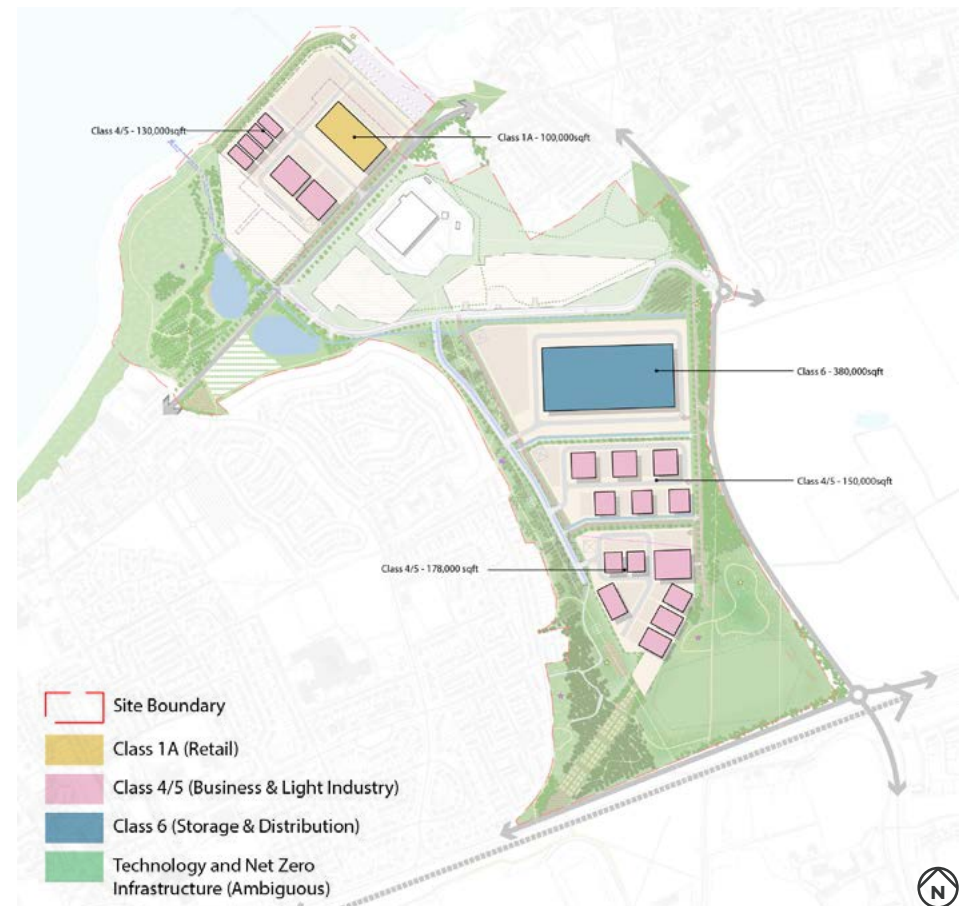 Class 4/5 - 130,000sqft
Class 1A - 100,000sqft
Class 6 - 380,000sqft
Class 4/5 - 150,000sqft
Class 4/5 - 178,000 sqft
Site Boundary
Class 1A (Retail)
Class 4/5 (Business & Light Industry)
Class 6 (Storage & Distribution)
Technology and Net Zero
Infrastructure (Ambiguous)
N